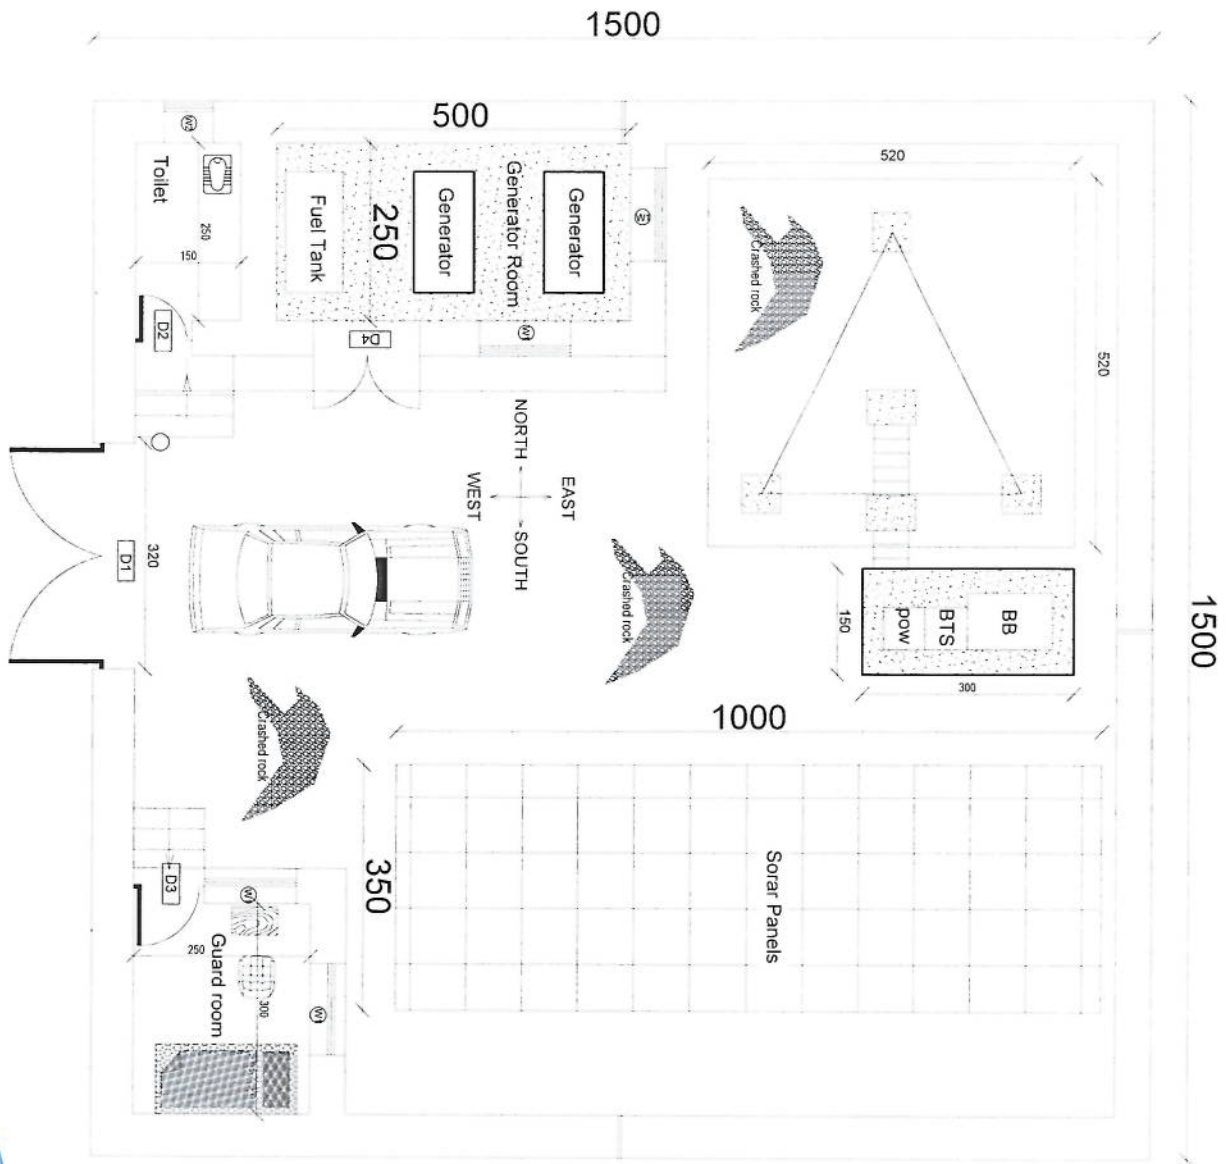 1500
500
520
W2
Toilet
250
150
Fuel Tank
250
Generator
Generator Room
Generator
W1
W1
D2
D4
Crashed rock
520
1500
NORTH
WEST
EAST
SOUTH
D1
320
Crashed rock
pow
BTS
BB
150
300
1000
Crashed rock
350
Sorar Panels
D3
W1
250
Guard room
300
W1